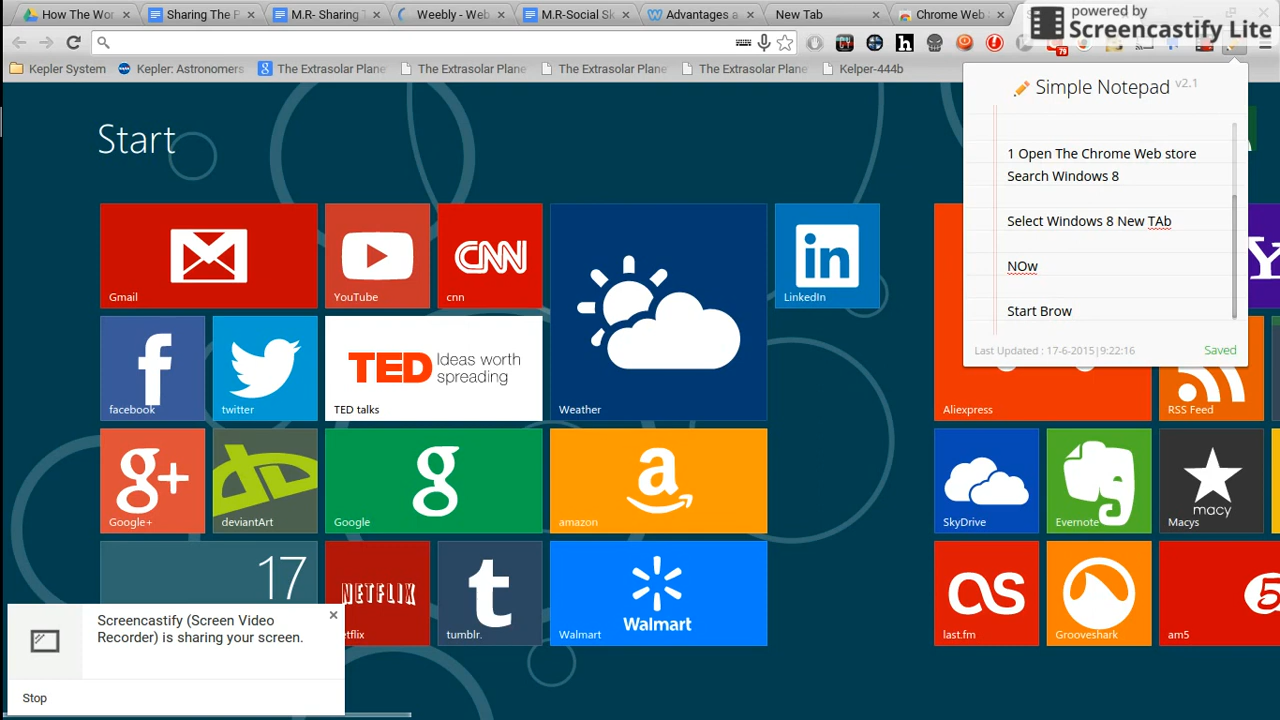 How The Wor
Sharing The P
M.R- Sharing T
Weebly - Web
M.R-Social Sk
Advantages a
New Tab
Chrome Web S
powered by
Screencastify Lite
79
Kepler System
Kepler: Astronomers
The Extrasolar Plane
The Extrasolar Plane
The Extrasolar Plane
Kelper-444b
Simple Notepad v2.1
1 Open The Chrome Web store
Search Windows 8
Select Windows 8 New TAb
NOw
Start Brow
Last Updated : 17-6-2015|9:22:16
Saved
Start
Gmail
YouTube
CNN
cnn
Weather
in
LinkedIn
facebook
twitter
TED Ideas worth
spreading
TED talks
Aliexpress
RSS Feed
g+
Google+
deviantArt
g
Google
a
amazon
SkyDrive
Evernote
macy
Macys
17
NETFLIX
etflix
t
tumblr.
Walmart
Walmart
last.fm
Grooveshark
5
am5
Screencastify (Screen Video
Recorder) is sharing your screen.
Stop